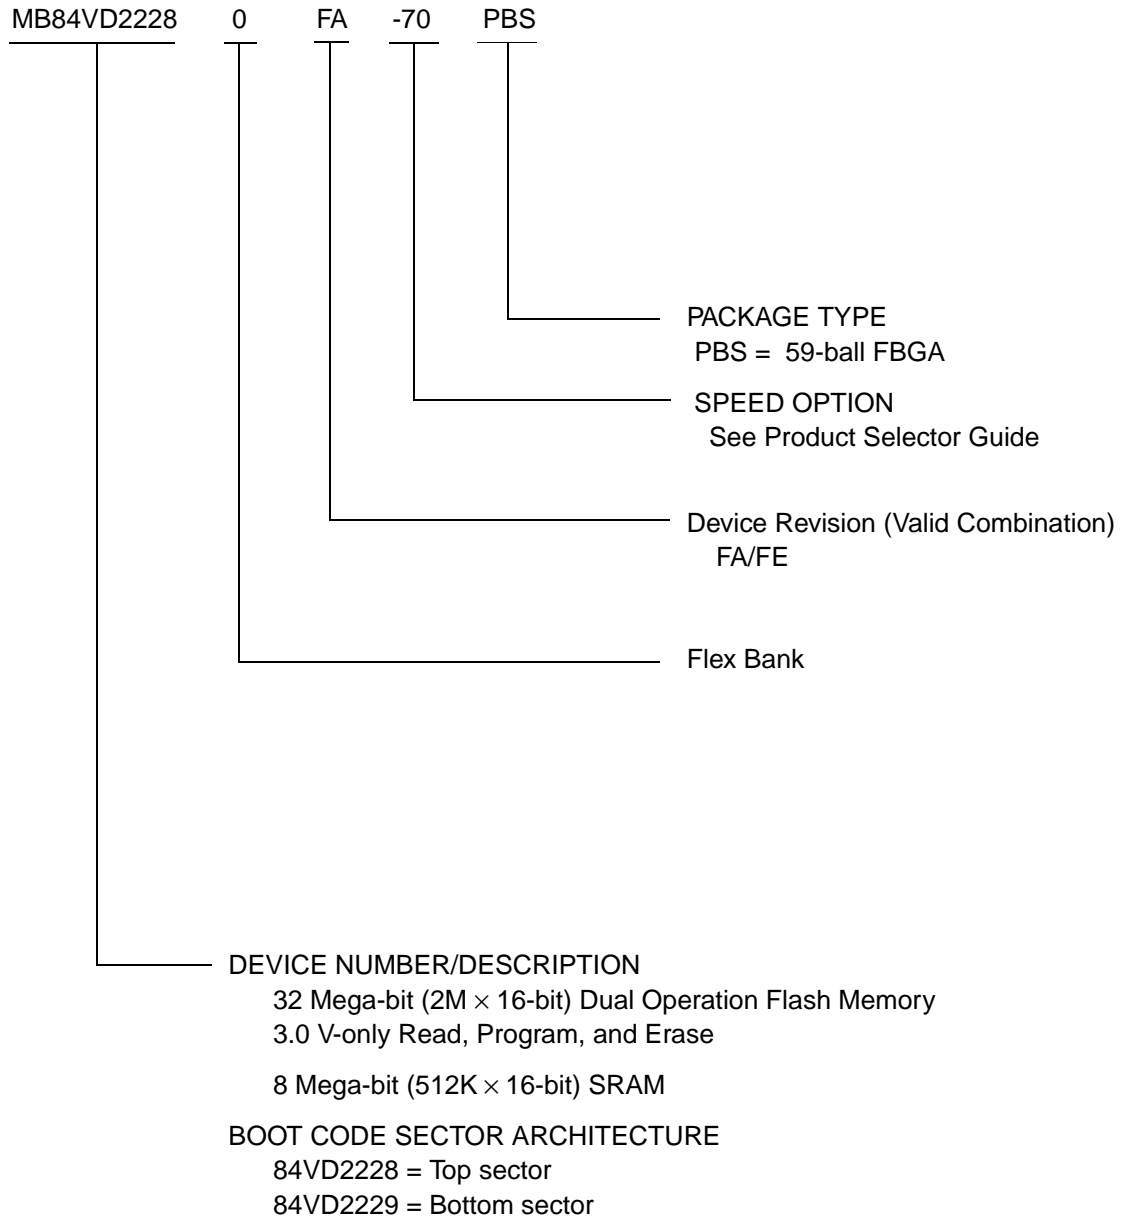 MB84VD2228 0 FA -70 PBS
PACKAGE TYPE
PBS = 59-ball FBGA
SPEED OPTION
See Product Selector Guide
Device Revision (Valid Combination)
FA/FE
Flex Bank
DEVICE NUMBER/DESCRIPTION
32 Mega-bit (2M × 16-bit) Dual Operation Flash Memory
3.0 V-only Read, Program, and Erase
8 Mega-bit (512K × 16-bit) SRAM
BOOT CODE SECTOR ARCHITECTURE
84VD2228 = Top sector
84VD2229 = Bottom sector